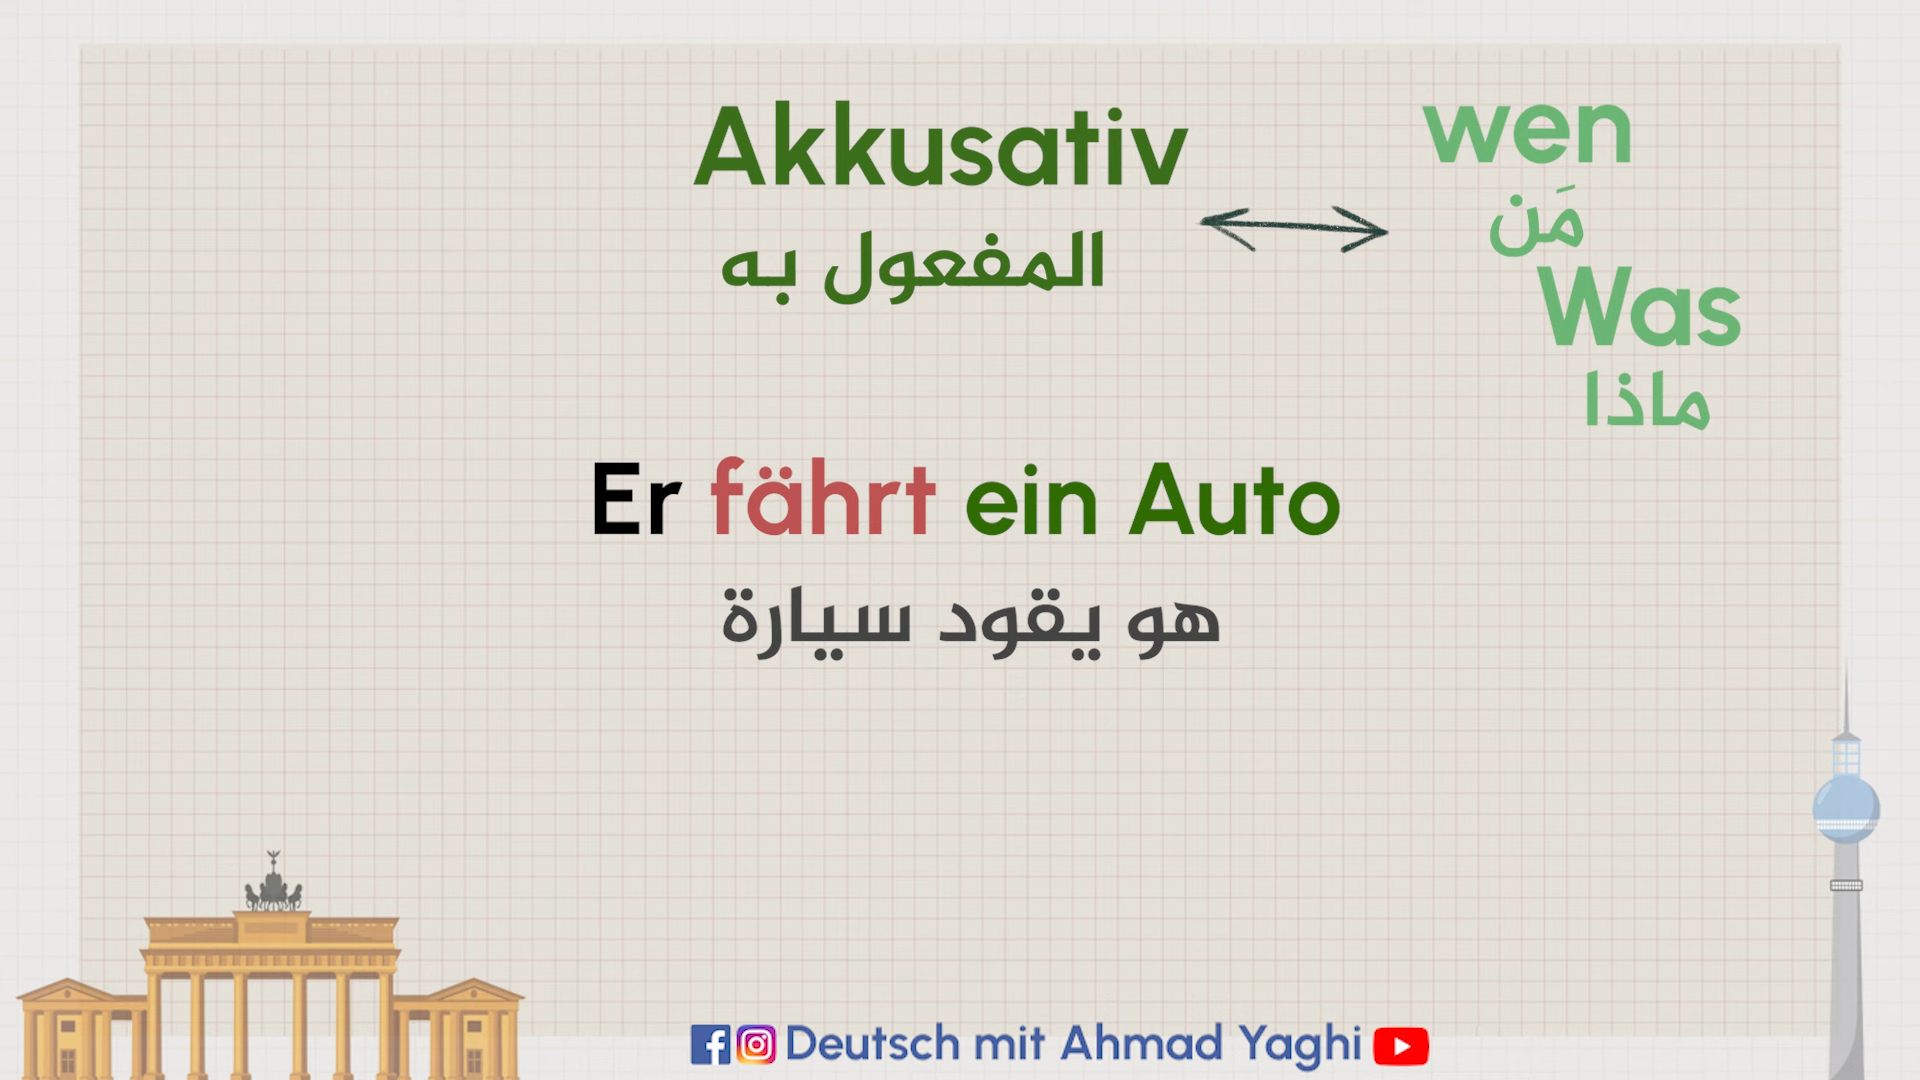 Akkusativ
المفعول به
wen
مَن
Was
ماذا
Er fährt ein Auto
هو يقود سيارة
Deutsch mit Ahmad Yaghi